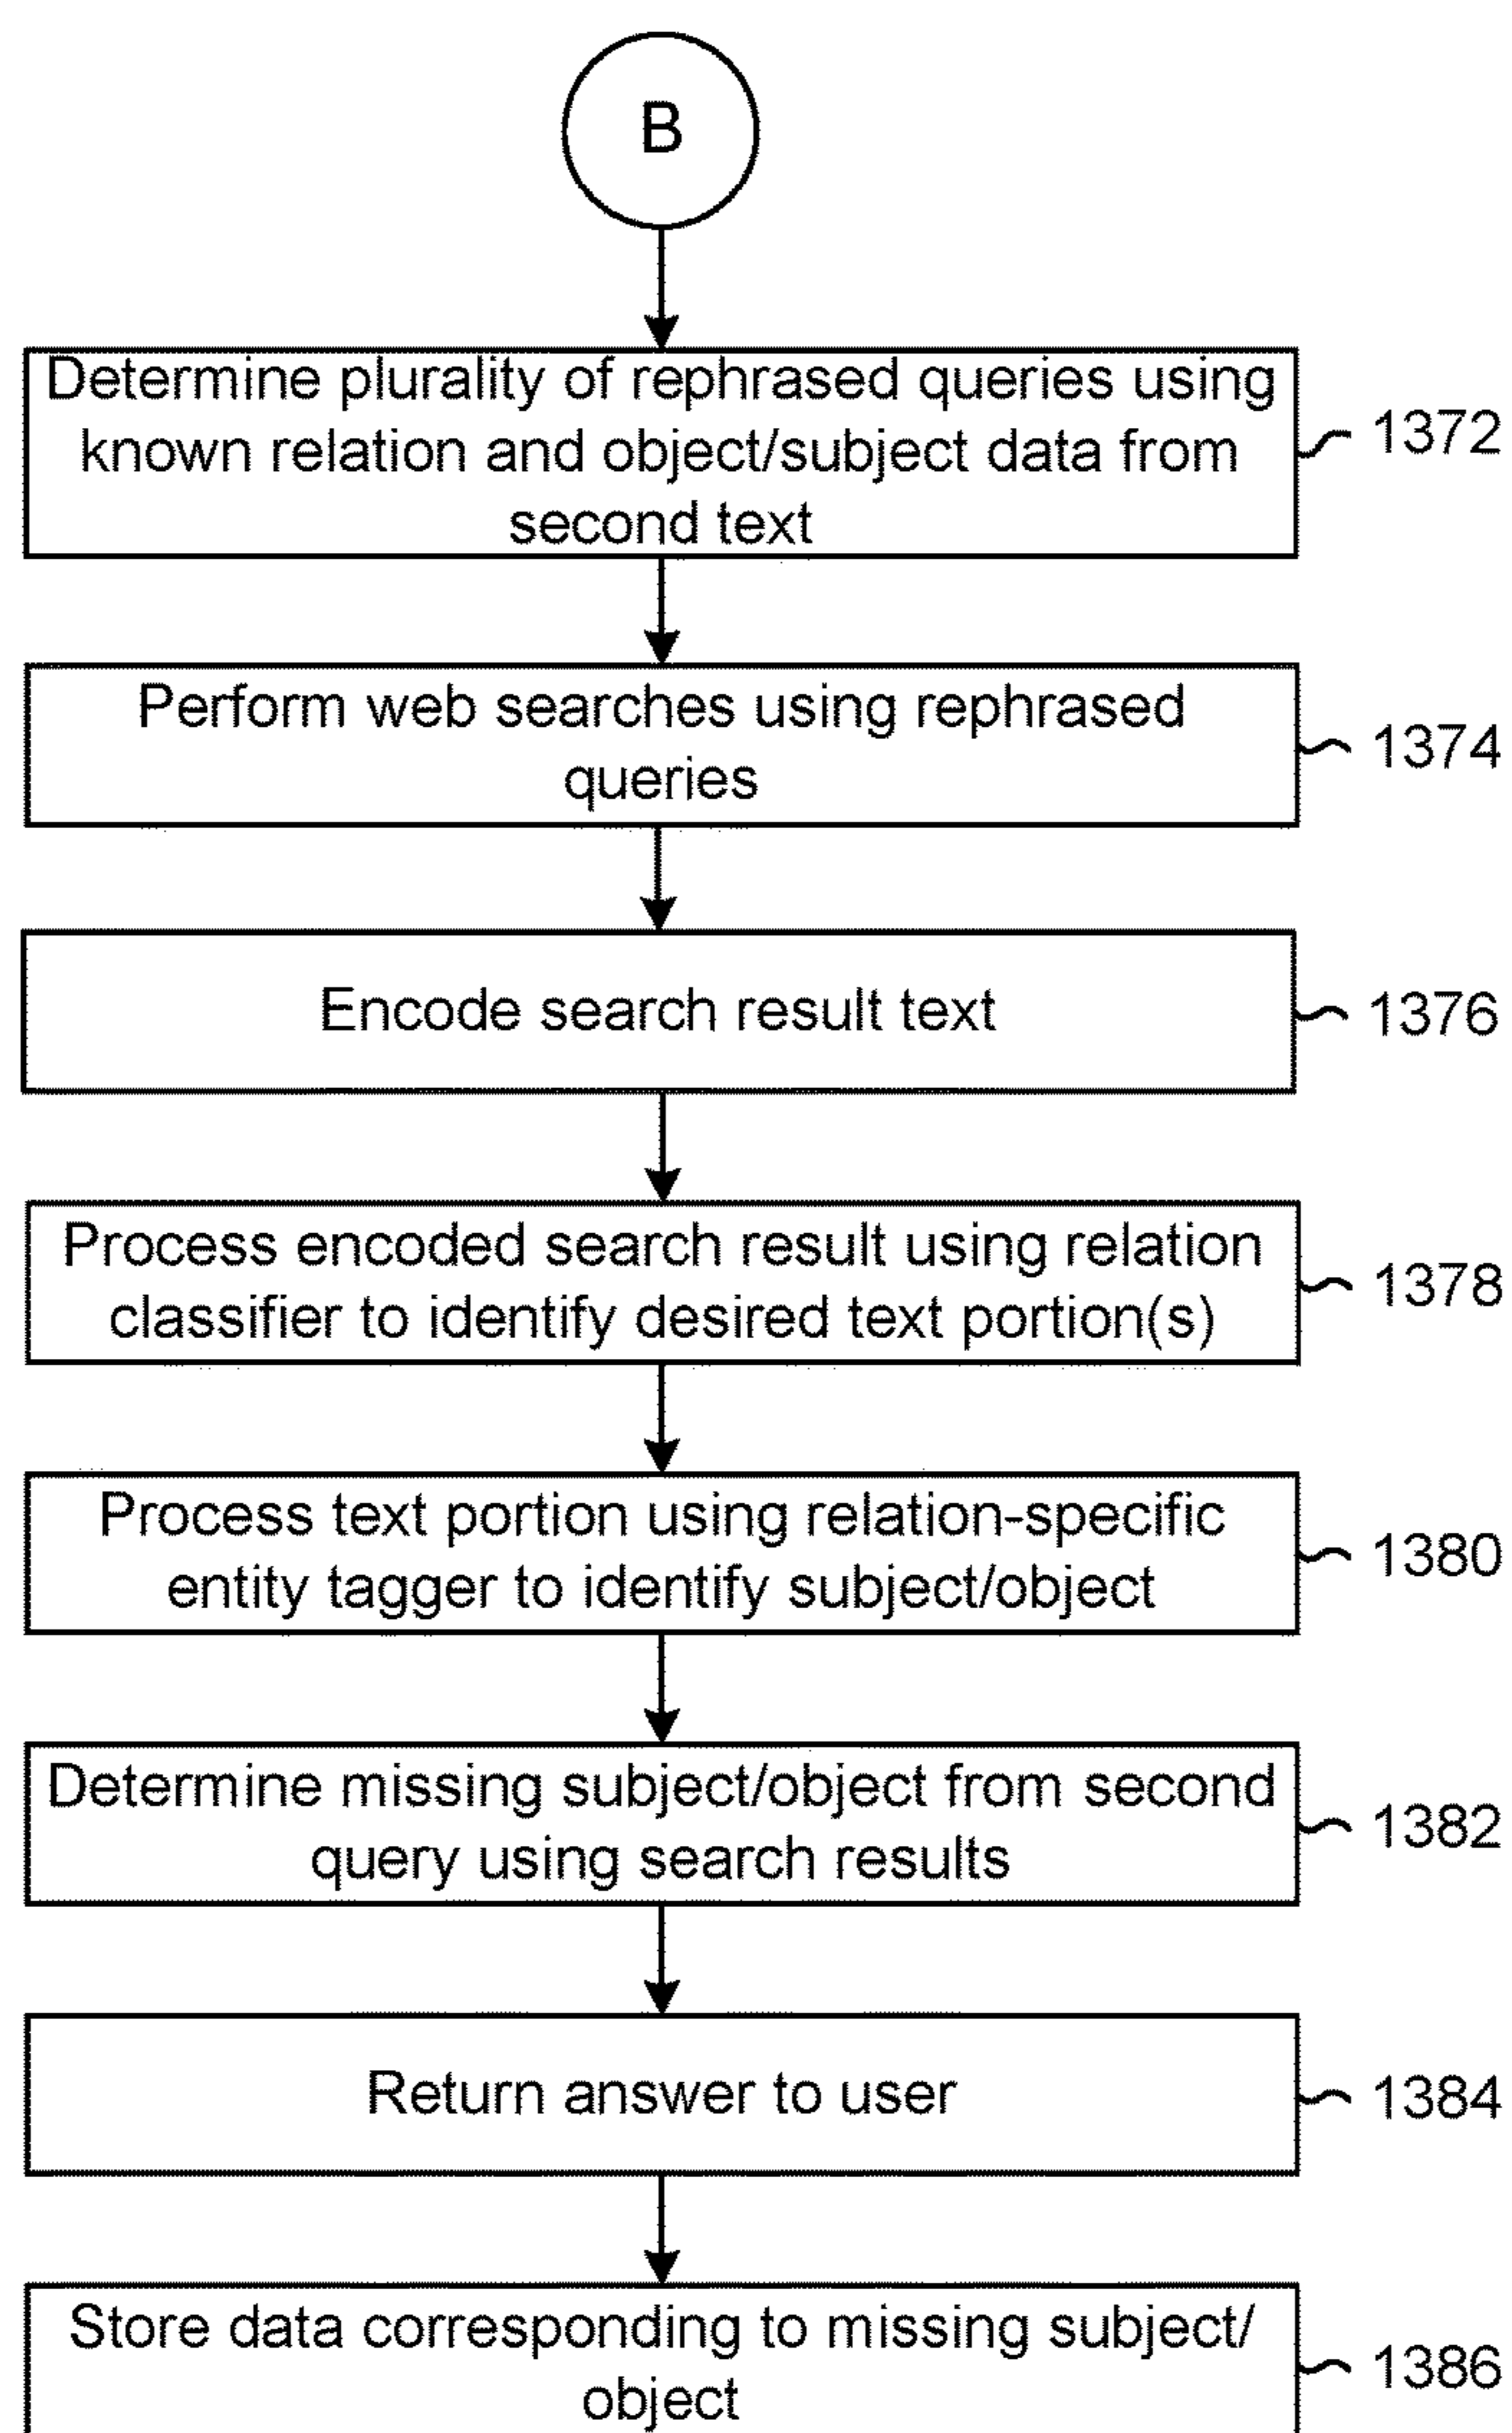 B
Determine plurality of rephrased queries using
known relation and object/subject data from
second text
1372
Perform web searches using rephrased
queries
1374
Encode search result text
1376
Process encoded search result using relation
classifier to identify desired text portion(s)
1378
Process text portion using relation-specific
entity tagger to identify subject/object
1380
Determine missing subject/object from second
query using search results
1382
Return answer to user
1384
Store data corresponding to missing subject/
object
1386